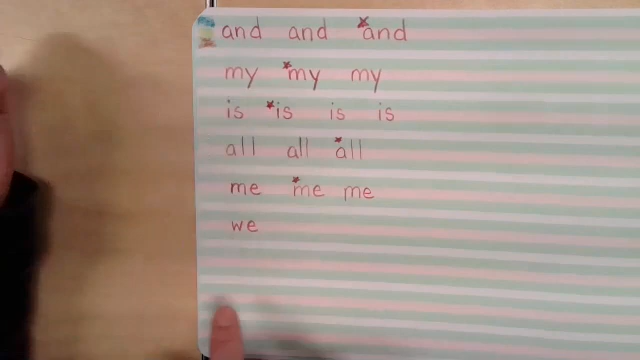 and and *and
my *my my
is *is is is
all all *all
me *me me
we